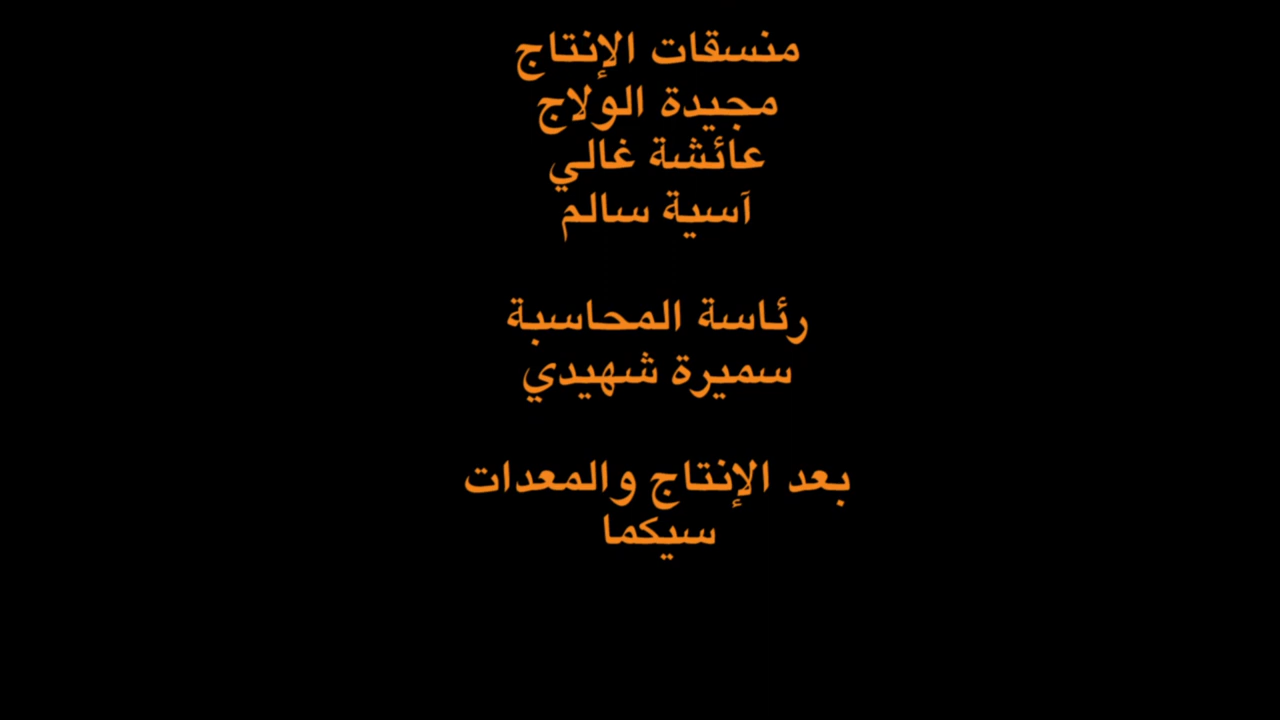 منسقات الإنتاج
مجيدة الولاج
عائشة غالي
آسية سالم
رئاسة المحاسبة
سميرة شهيدي
بعد الإنتاج والمعدات
سيكما